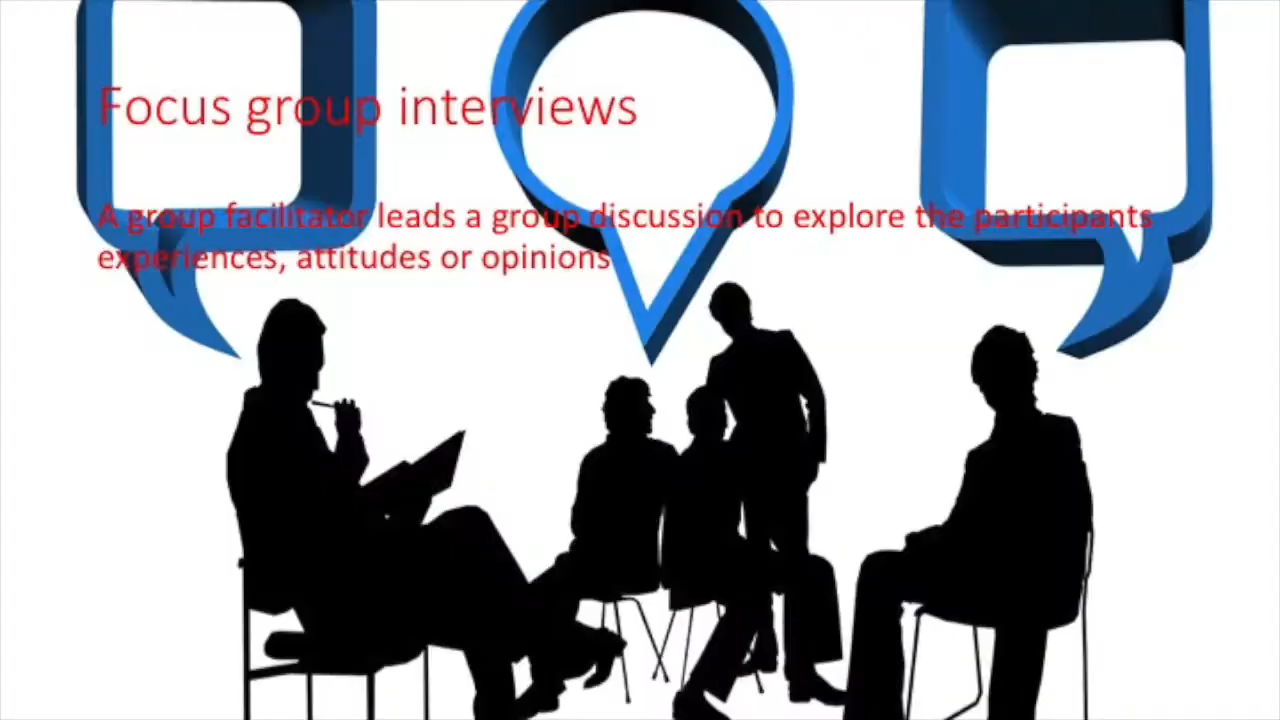 Focus group interviews
A group facilitator leads a group discussion to explore the participants
experiences, attitudes or opinions